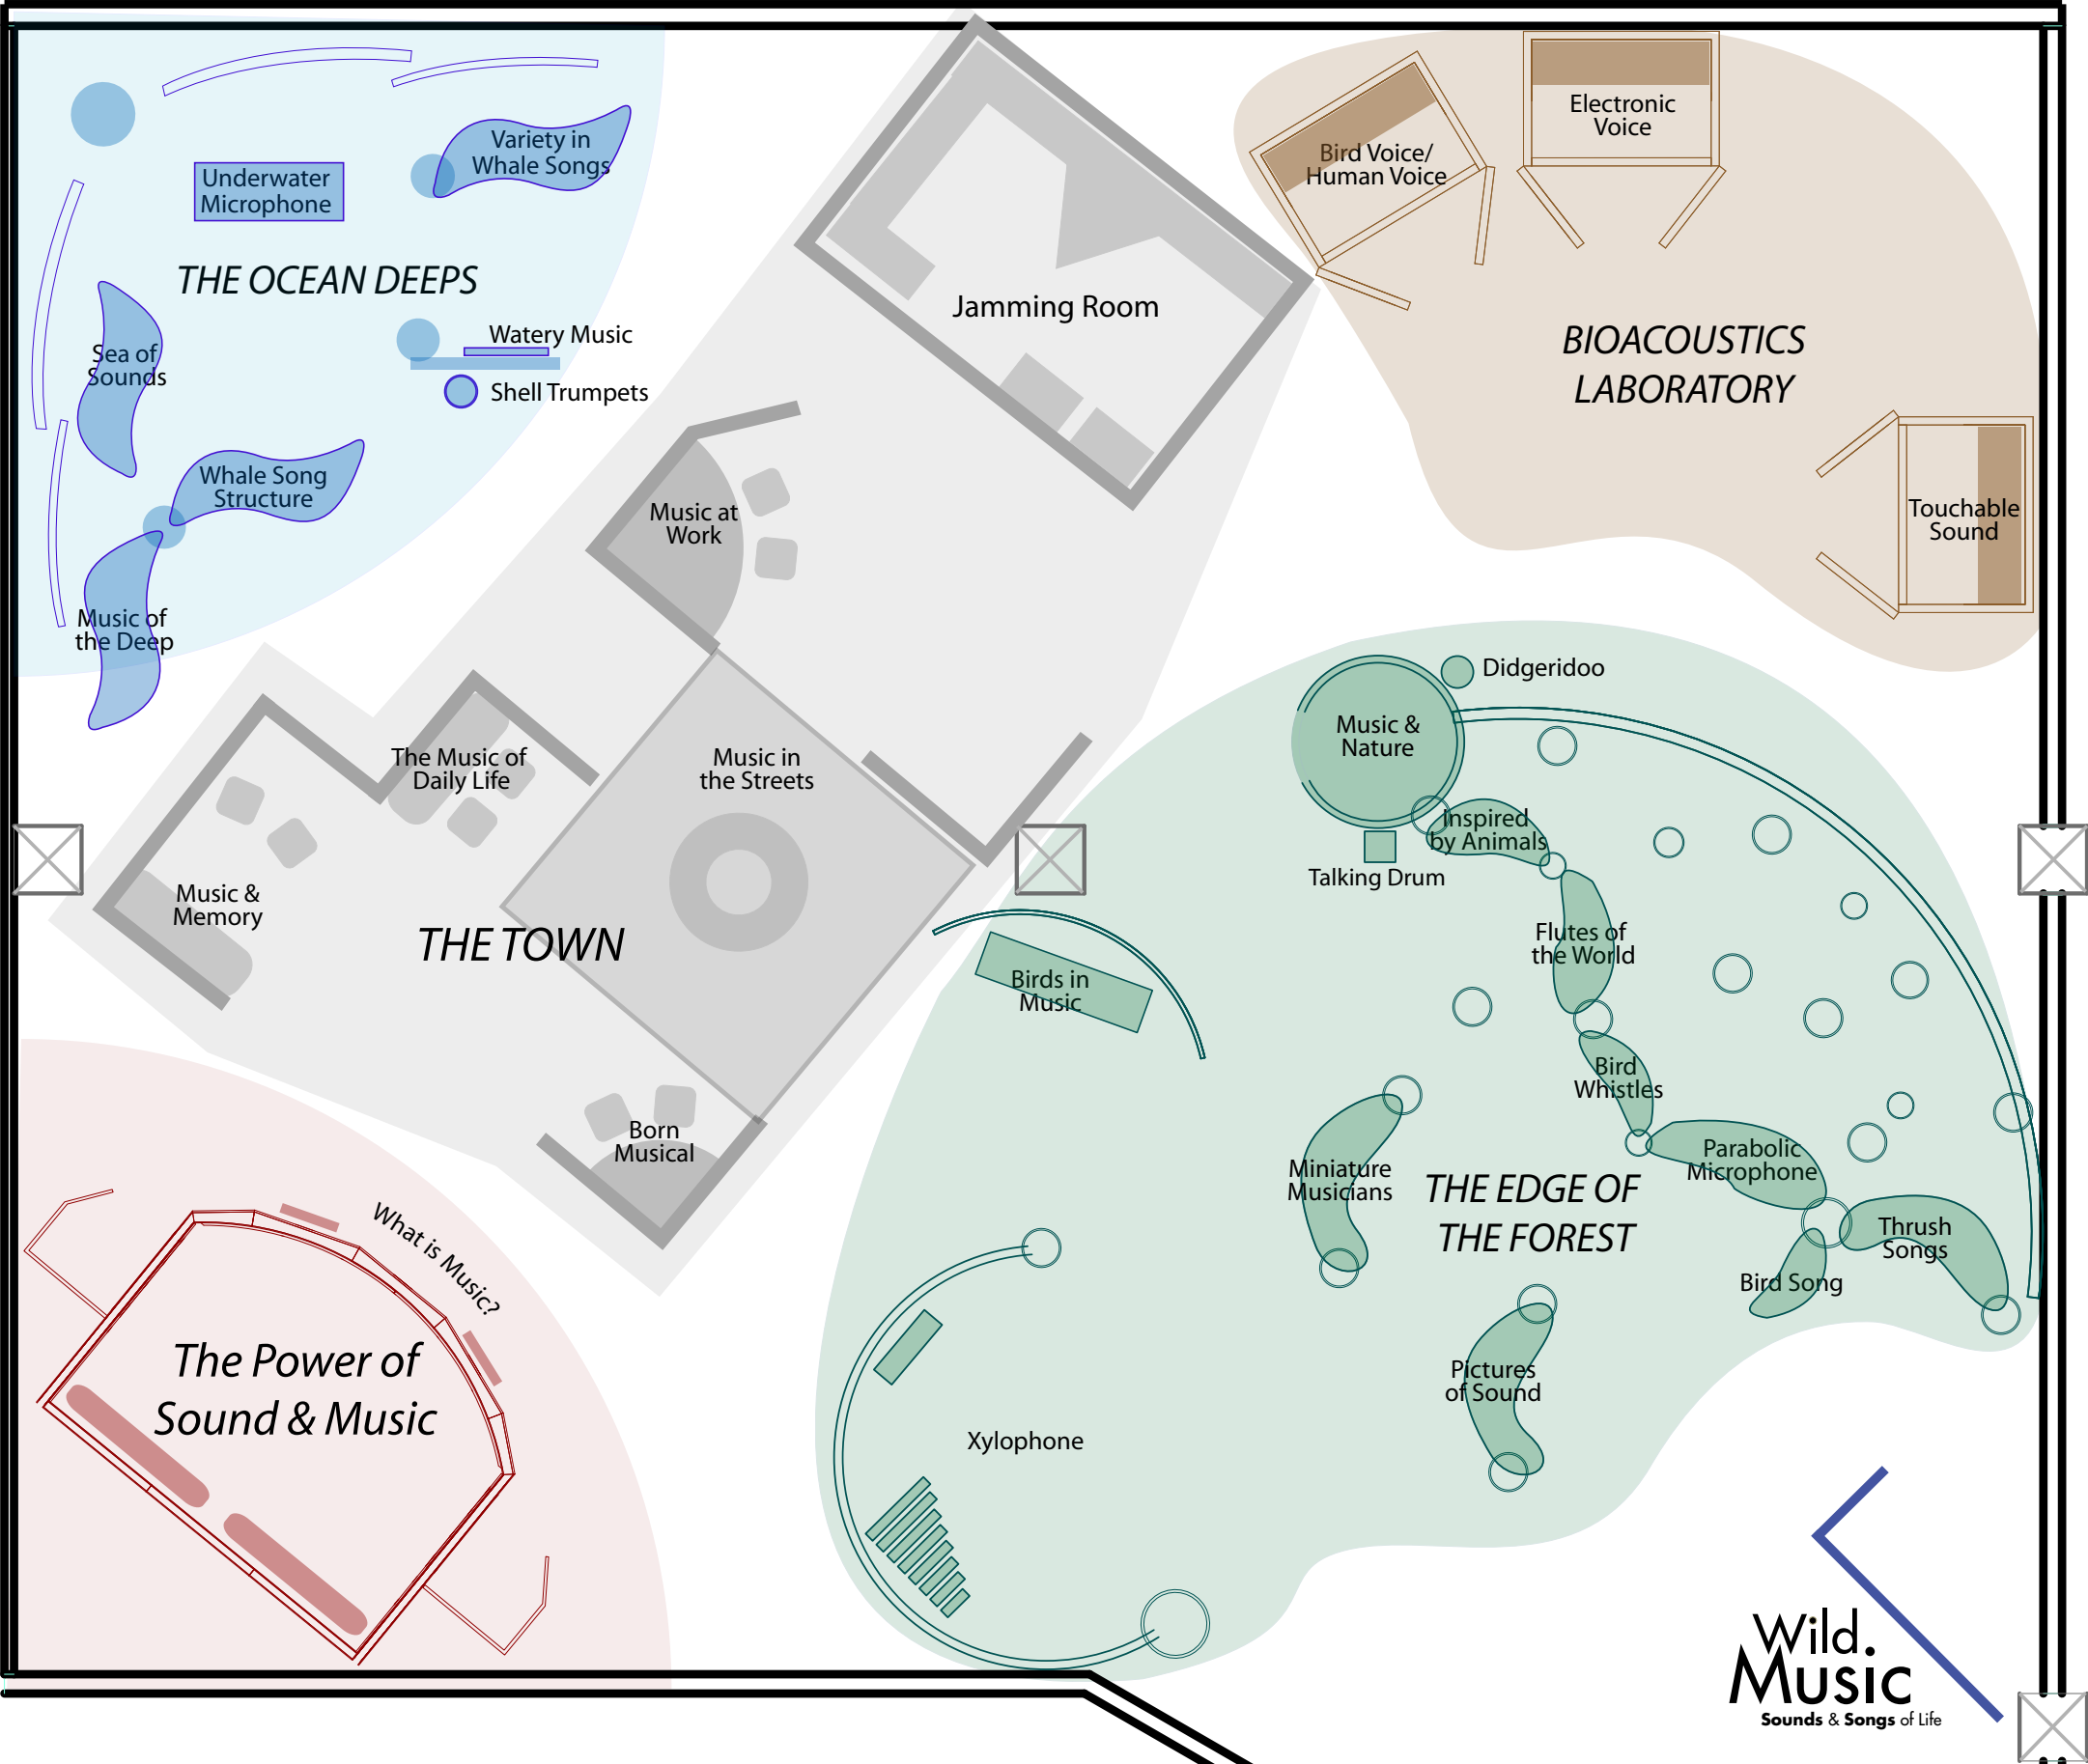 Variety in
Whale Songs
Underwater
Microphone
THE OCEAN DEEPS
Watery Music
Shell Trumpets
Sea of
Sounds
Whale Song
Structure
Music of
the Deep
Jamming Room
Music at
Work
The Music of
Daily Life
Music in
the Streets
Music &
Memory
THE TOWN
Born
Musical
Electronic
Voice
Bird Voice/
Human Voice
BIOACOUSTICS
LABORATORY
Touchable
Sound
Didgeridoo
Music &
Nature
Inspired
by Animals
Talking Drum
Flutes of
the World
Birds in
Music
Bird
Whistles
Parabolic
Microphone
Miniature
Musicians
THE EDGE OF
THE FOREST
Thrush
Songs
Bird Song
Pictures
of Sound
Xylophone
What is Music?
The Power of
Sound & Music
Wild.
Music
Sounds & Songs of Life